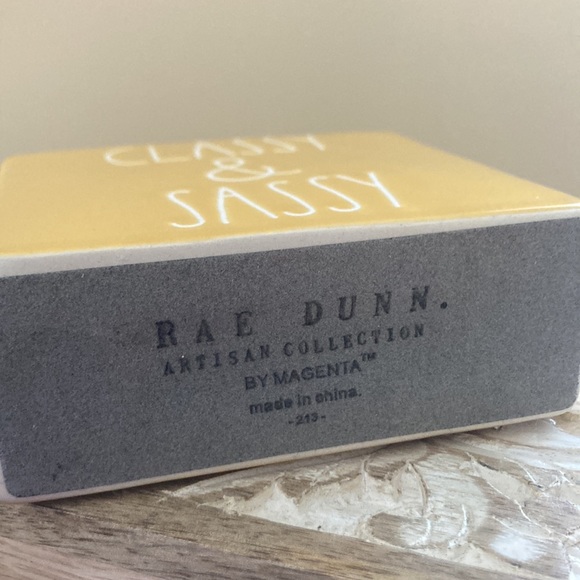 CLASSY
&
SASSY
RAE DUNN.
ARTISAN COLLECTION
BY MAGENTA™
made in china.
-213-